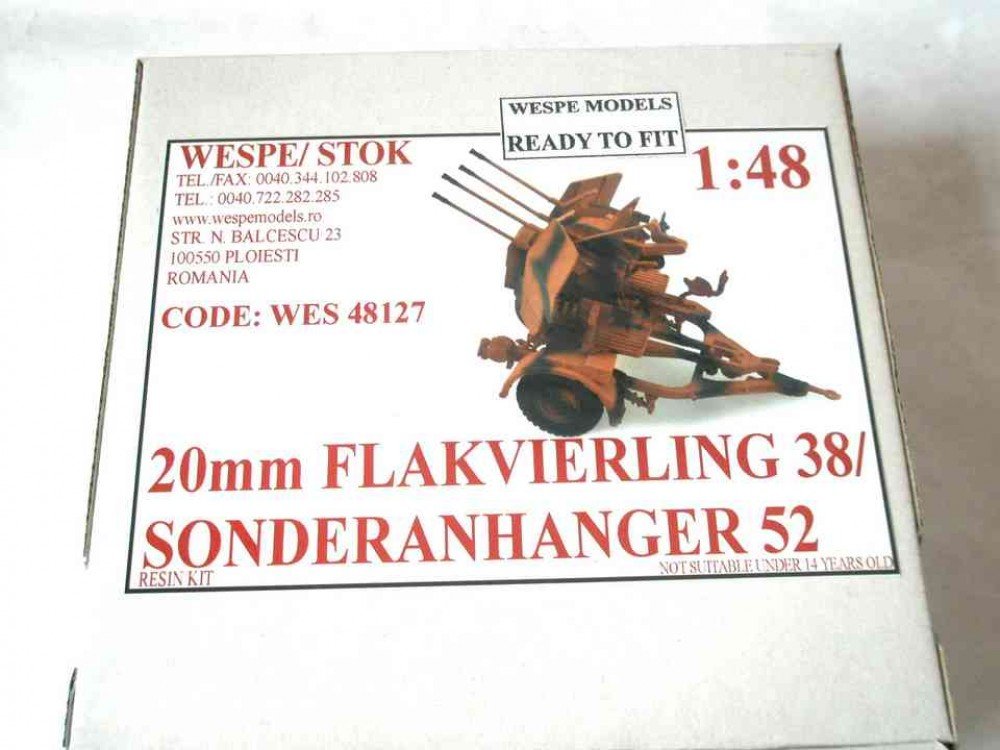 WESPE MODELS
READY TO FIT
WESPE/ STOK
TEL./FAX: 0040.344.102.808
TEL.: 0040.722.282.285
www.wespemodels.ro
STR. N. BALCESCU 23
100550 PLOIESTI
ROMANIA
CODE: WES 48127
1:48
20mm FLAKVIERLING 38/
SONDERANHANGER 52
RESIN KIT
NOT SUITABLE UNDER 14 YEARS OLD